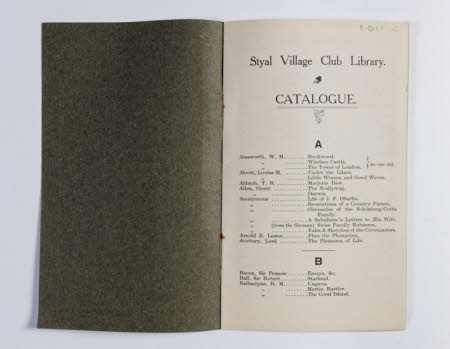 Styal Village Club Library.
CATALOGUE.
A
Ainsworth, W. H. ........ Rookwood.
" ........ Windsor Castle. } in one vol.
" ........ The Tower of London.
Alcott, Louisa M. ........ Under the Lilacs.
" ........ Little Women and Good Wives.
Aldrich, T. B. ........ Marjorie Daw.
Allen, Grant ........ The Scallywag.
" ........ Darwin.
Anonymous ........ Life of J. F. Oberlin.
" ........ Recreations of a Country Parson.
" ........ Chronicles of the Schönberg-Cotta Family.
" ........ A Suburban's Letters to His Wife.
" (from the German) Swiss Family Robinson.
" ........ Tales & Sketches of the Covenanters.
Arnold E. Lester ........ Phra the Phœnician.
Avebury, Lord ........ The Pleasures of Life.
B
Bacon, Sir Francis ........ Essays, &c.
Ball, Sir Robert ........ Starland.
Ballantyne, R. M. ........ Ungava.
" ........ Martin Rattler.
" ........ The Coral Island.